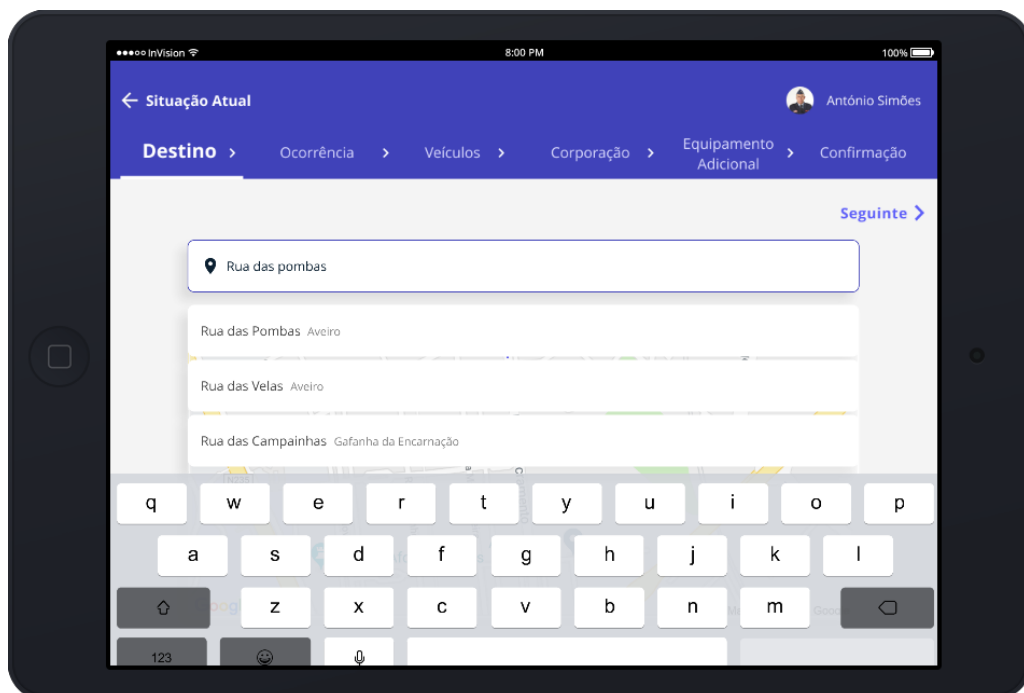 InVision 8:00 PM 100%
Situação Atual António Simões
Destino Ocorrência Veículos Corporação Equipamento Adicional Confirmação
Seguinte
Rua das pombas
Rua das Pombas Aveiro
Rua das Velas Aveiro
Rua das Campainhas Gafanha da Encarnação
q w e r t y u i o p
a s d f g h j k l
z x c v b n m
123